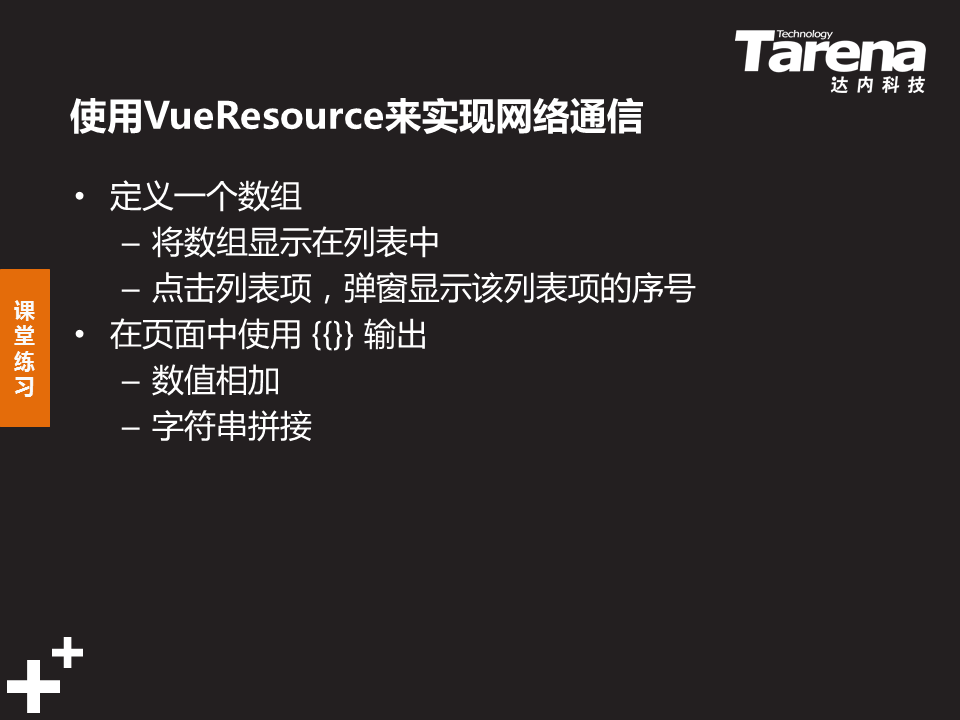 Technology
Tarena
达内科技
使用VueResource来实现网络通信
• 定义一个数组
– 将数组显示在列表中
– 点击列表项，弹窗显示该列表项的序号
• 在页面中使用 {{}} 输出
– 数值相加
– 字符串拼接
课堂练习